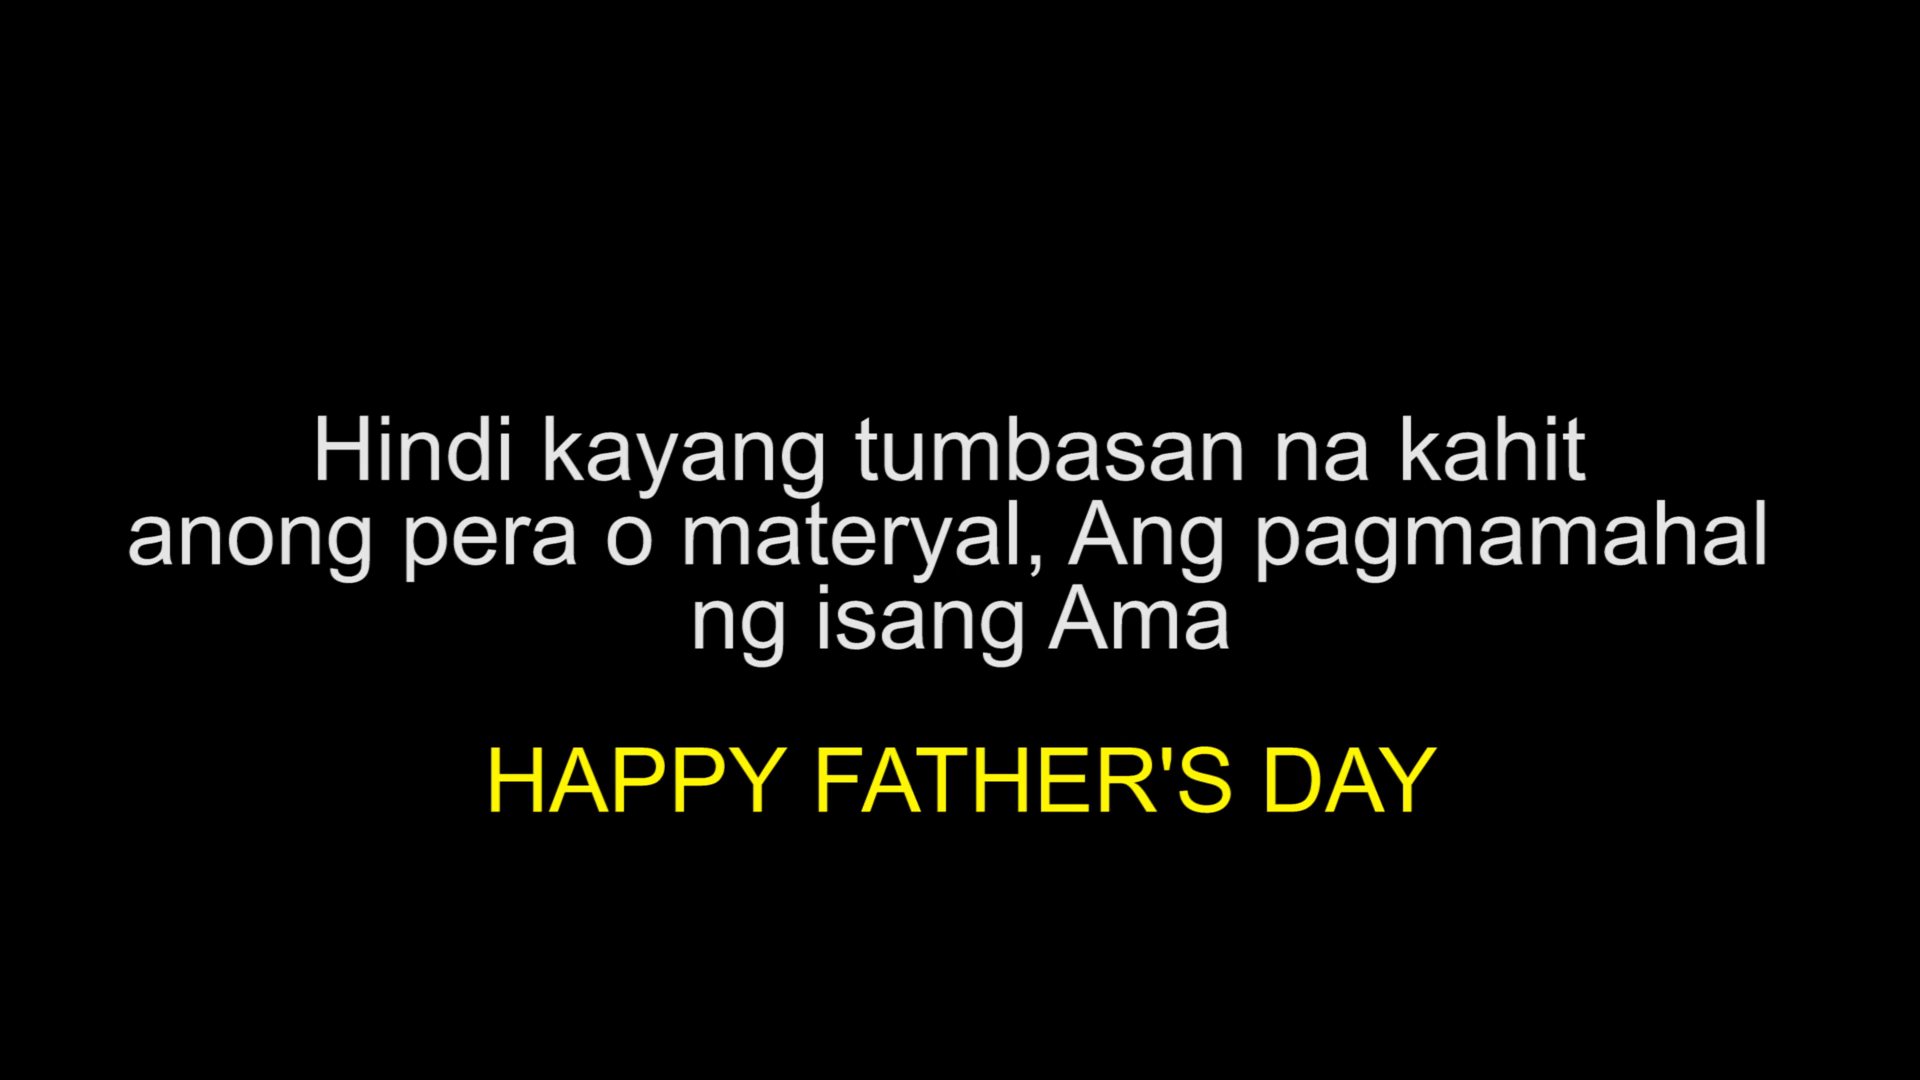 Hindi kayang tumbasan na kahit
anong pera o materyal, Ang pagmamahal
ng isang Ama
HAPPY FATHER'S DAY